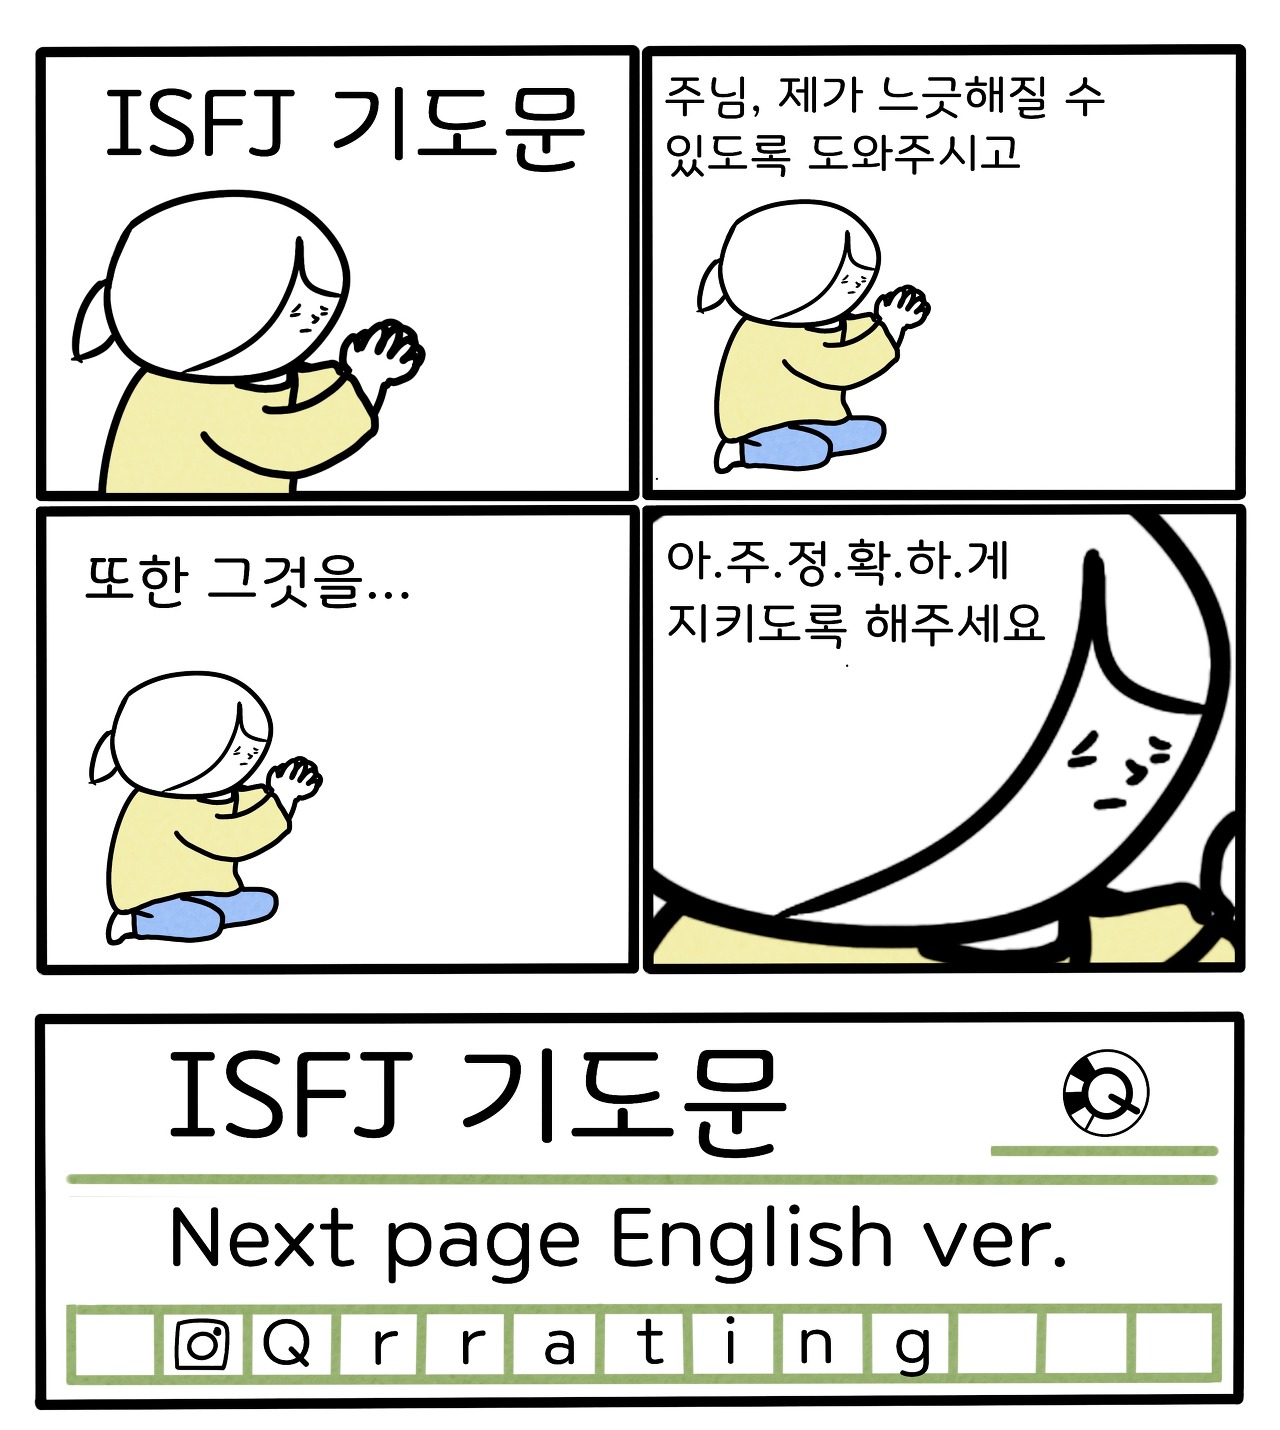 ISFJ 기도문
주님, 제가 느긋해질 수
있도록 도와주시고
또한 그것을...
아.주.정.확.하.게
지키도록 해주세요
ISFJ 기도문
Next page English ver.
Qrrating